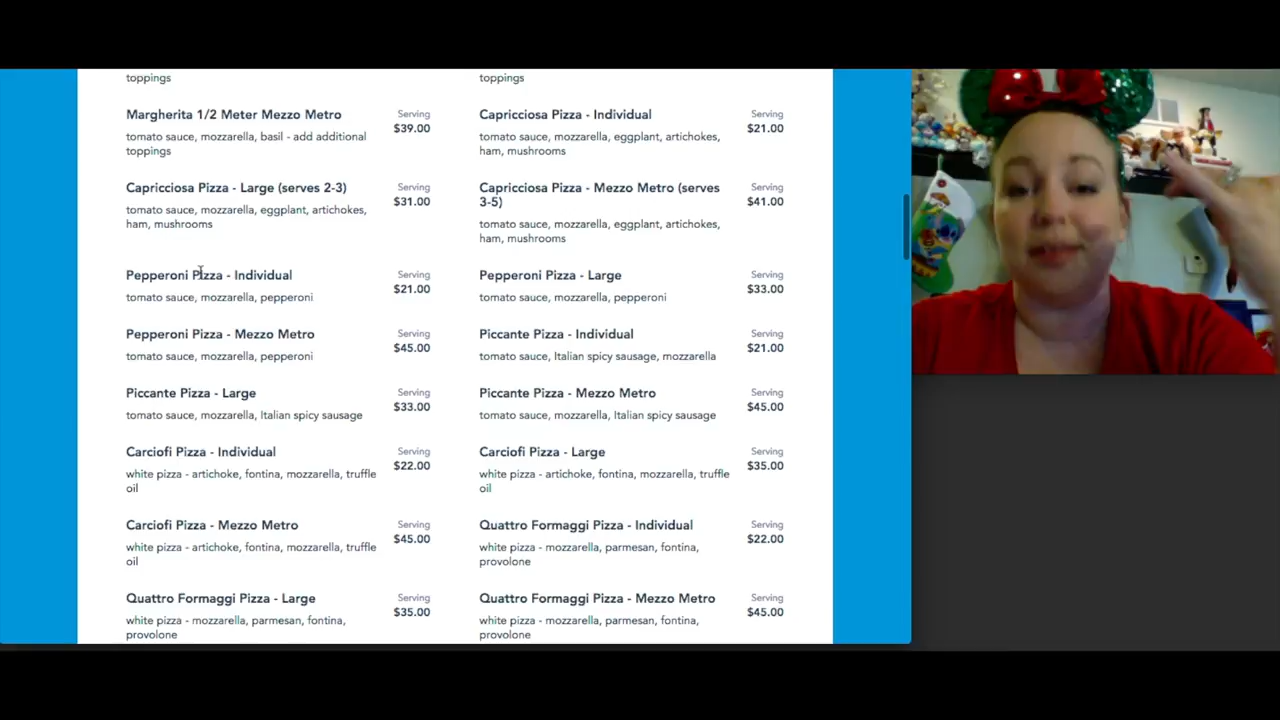 toppings
toppings
Margherita 1/2 Meter Mezzo Metro
Serving
$39.00
tomato sauce, mozzarella, basil - add additional
toppings
Capricciosa Pizza - Individual
Serving
$21.00
tomato sauce, mozzarella, eggplant, artichokes,
ham, mushrooms
Capricciosa Pizza - Large (serves 2-3)
Serving
$31.00
tomato sauce, mozzarella, eggplant, artichokes,
ham, mushrooms
Capricciosa Pizza - Mezzo Metro (serves
3-5)
Serving
$41.00
tomato sauce, mozzarella, eggplant, artichokes,
ham, mushrooms
Pepperoni Pizza - Individual
Serving
$21.00
tomato sauce, mozzarella, pepperoni
Pepperoni Pizza - Large
Serving
$33.00
tomato sauce, mozzarella, pepperoni
Pepperoni Pizza - Mezzo Metro
Serving
$45.00
tomato sauce, mozzarella, pepperoni
Piccante Pizza - Individual
Serving
$21.00
tomato sauce, Italian spicy sausage, mozzarella
Piccante Pizza - Large
Serving
$33.00
tomato sauce, mozzarella, Italian spicy sausage
Piccante Pizza - Mezzo Metro
Serving
$45.00
tomato sauce, mozzarella, Italian spicy sausage
Carciofi Pizza - Individual
Serving
$22.00
white pizza - artichoke, fontina, mozzarella, truffle
oil
Carciofi Pizza - Large
Serving
$35.00
white pizza - artichoke, fontina, mozzarella, truffle
oil
Carciofi Pizza - Mezzo Metro
Serving
$45.00
white pizza - artichoke, fontina, mozzarella, truffle
oil
Quattro Formaggi Pizza - Individual
Serving
$22.00
white pizza - mozzarella, parmesan, fontina,
provolone
Quattro Formaggi Pizza - Large
Serving
$35.00
white pizza - mozzarella, parmesan, fontina,
provolone
Quattro Formaggi Pizza - Mezzo Metro
Serving
$45.00
white pizza - mozzarella, parmesan, fontina,
provolone